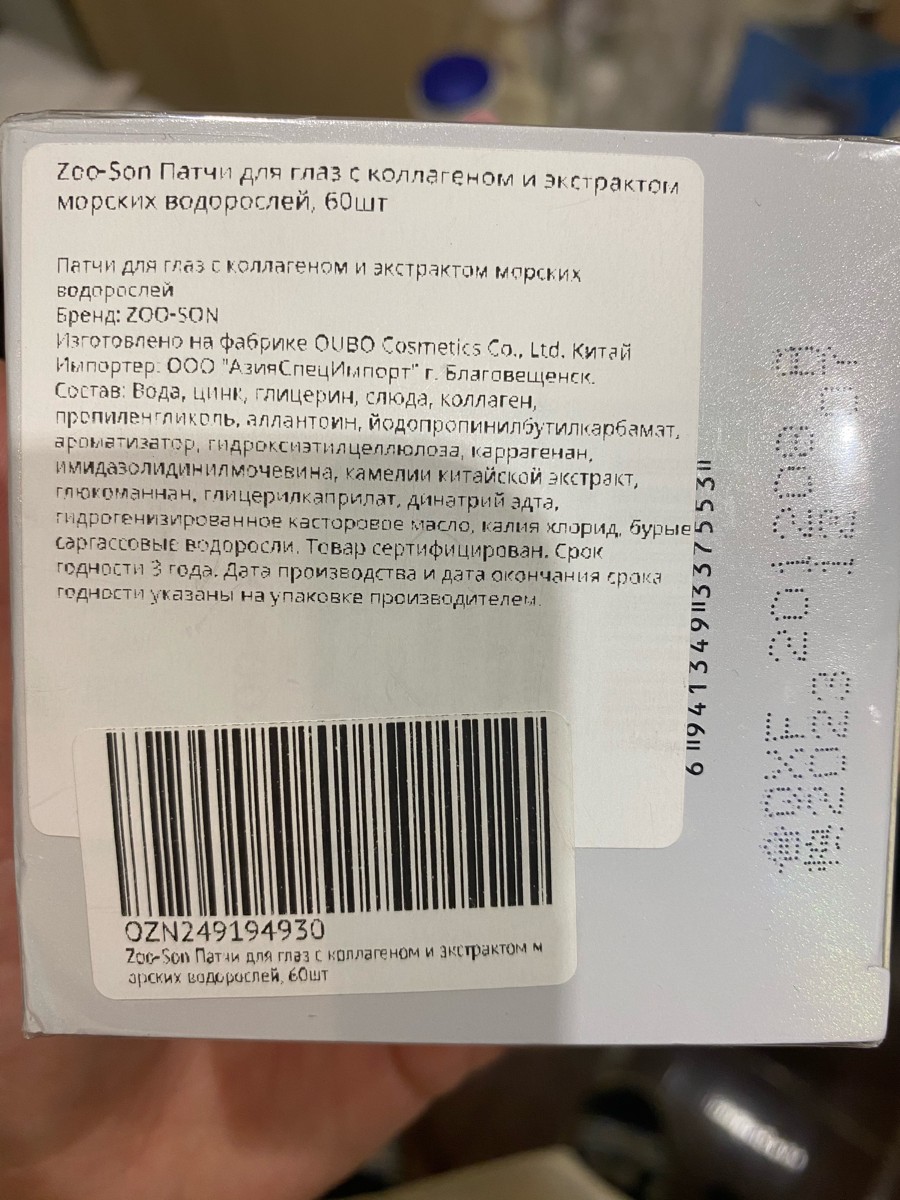 Zoo-Son Патчи для глаз с коллагеном и экстрактом
морских водорослей, 60шт
Патчи для глаз с коллагеном и экстрактом морских
водорослей
Бренд: ZOO-SON
Изготовлено на фабрике OUBO Cosmetics Co., Ltd. Китай
Импортер: ООО "АзияСпецИмпорт" г. Благовещенск.
Состав: Вода, цинк, глицерин, слюда, коллаген,
пропиленгликоль, аллантоин, йодопропинилбутилкарбамат,
ароматизатор, гидроксиэтилцеллюлоза, каррагенан,
имидазолидинилмочевина, камелии китайской экстракт,
глюкоманнан, глицерилкаприлат, динатрий эдта,
гидрогенизированное касторовое масло, калия хлорид, бурые
саргассовые водоросли. Товар сертифицирован. Срок
годности 3 года. Дата производства и дата окончания срока
годности указаны на упаковке производителем.
OZN249194930
Zoo-Son Патчи для глаз с коллагеном и экстрактом м
орских водорослей, 60шт
6 941349 337553